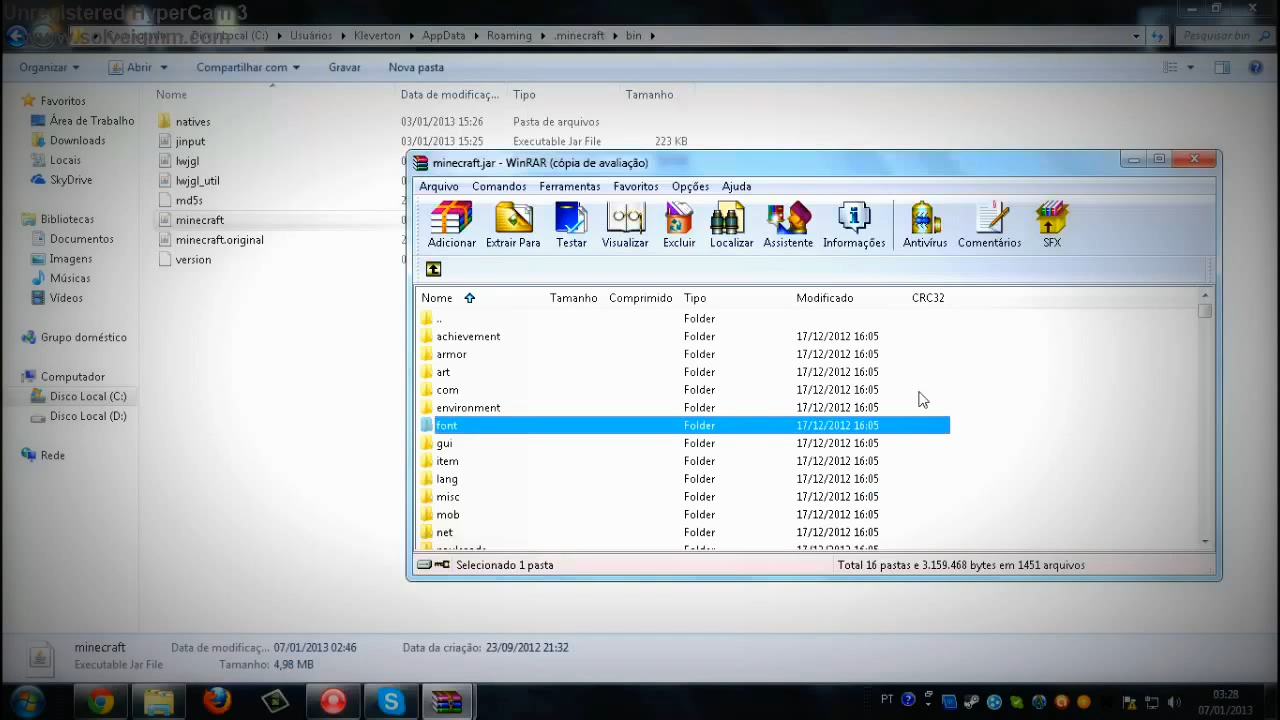 Unregistered HyperCam 3
www.solveigmm.com
Local (C:) ▸ Usuários ▸ Kleverton ▸ AppData ▸ Roaming ▸ .minecraft ▸ bin ▸
Pesquisar bin
Organizar Abrir Compartilhar com Gravar Nova pasta
Nome Data de modificaç... Tipo Tamanho
Favoritos
Área de Trabalho
Downloads
Locais
SkyDrive
Bibliotecas
Documentos
Imagens
Músicas
Vídeos
Grupo doméstico
Computador
Disco Local (C:)
Disco Local (D:)
Rede
natives 03/01/2013 15:26 Pasta de arquivos
jinput 03/01/2013 15:25 Executable Jar File 223 KB
lwjgl
lwjgl_util
md5s
minecraft
minecraft.original
version
minecraft.jar - WinRAR (cópia de avaliação)
Arquivo Comandos Ferramentas Favoritos Opções Ajuda
Adicionar Extrair Para Testar Visualizar Excluir Localizar Assistente Informações Antivírus Comentários SFX
Nome Tamanho Comprimido Tipo Modificado CRC32
.. Folder
achievement Folder 17/12/2012 16:05
armor Folder 17/12/2012 16:05
art Folder 17/12/2012 16:05
com Folder 17/12/2012 16:05
environment Folder 17/12/2012 16:05
font Folder 17/12/2012 16:05
gui Folder 17/12/2012 16:05
item Folder 17/12/2012 16:05
lang Folder 17/12/2012 16:05
misc Folder 17/12/2012 16:05
mob Folder 17/12/2012 16:05
net Folder 17/12/2012 16:05
Selecionado 1 pasta
Total 16 pastas e 3.159.468 bytes em 1451 arquivos
minecraft Data de modificaç... 07/01/2013 02:46 Data da criação: 23/09/2012 21:32
Executable Jar File Tamanho: 4,98 MB
PT
03:28
07/01/2013